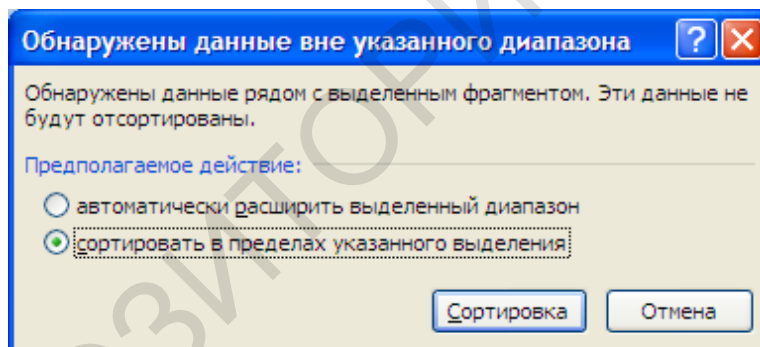 Обнаружены данные вне указанного диапазона
Обнаружены данные рядом с выделенным фрагментом. Эти данные не
будут отсортированы.
Предполагаемое действие:
автоматически расширить выделенный диапазон
сортировать в пределах указанного выделения
Сортировка Отмена